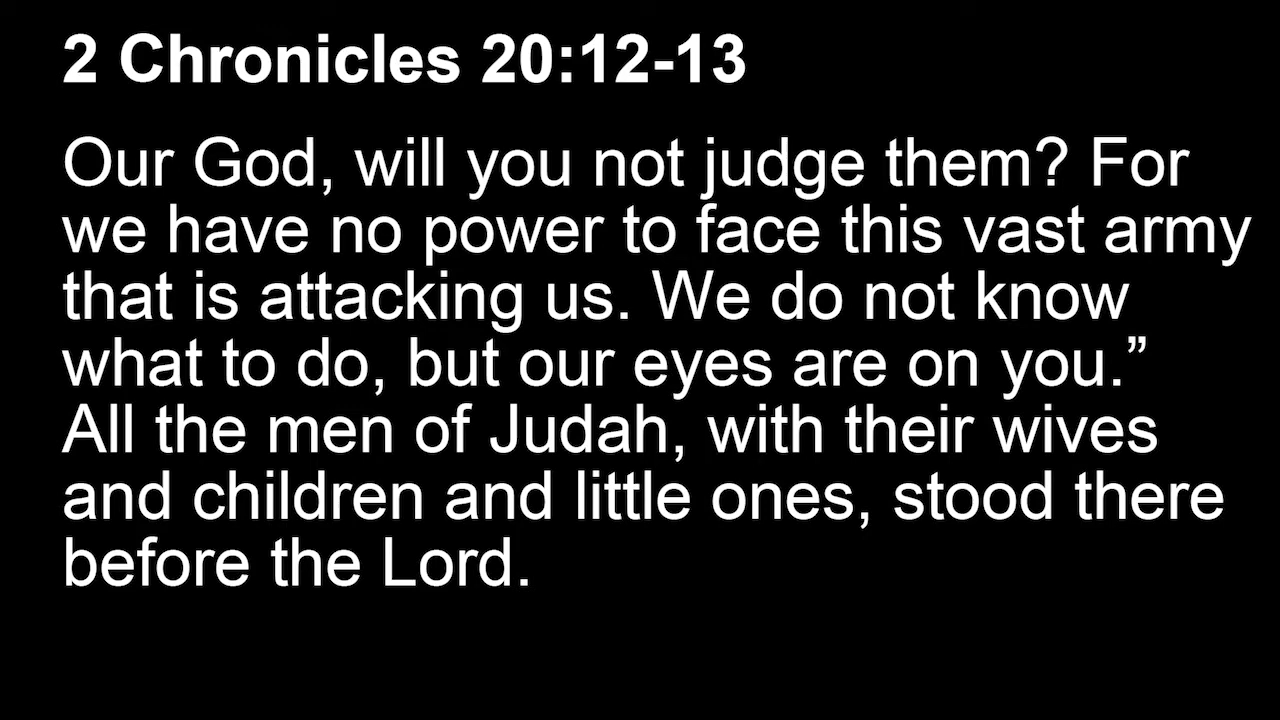 2 Chronicles 20:12-13
Our God, will you not judge them? For
we have no power to face this vast army
that is attacking us. We do not know
what to do, but our eyes are on you.”
All the men of Judah, with their wives
and children and little ones, stood there
before the Lord.